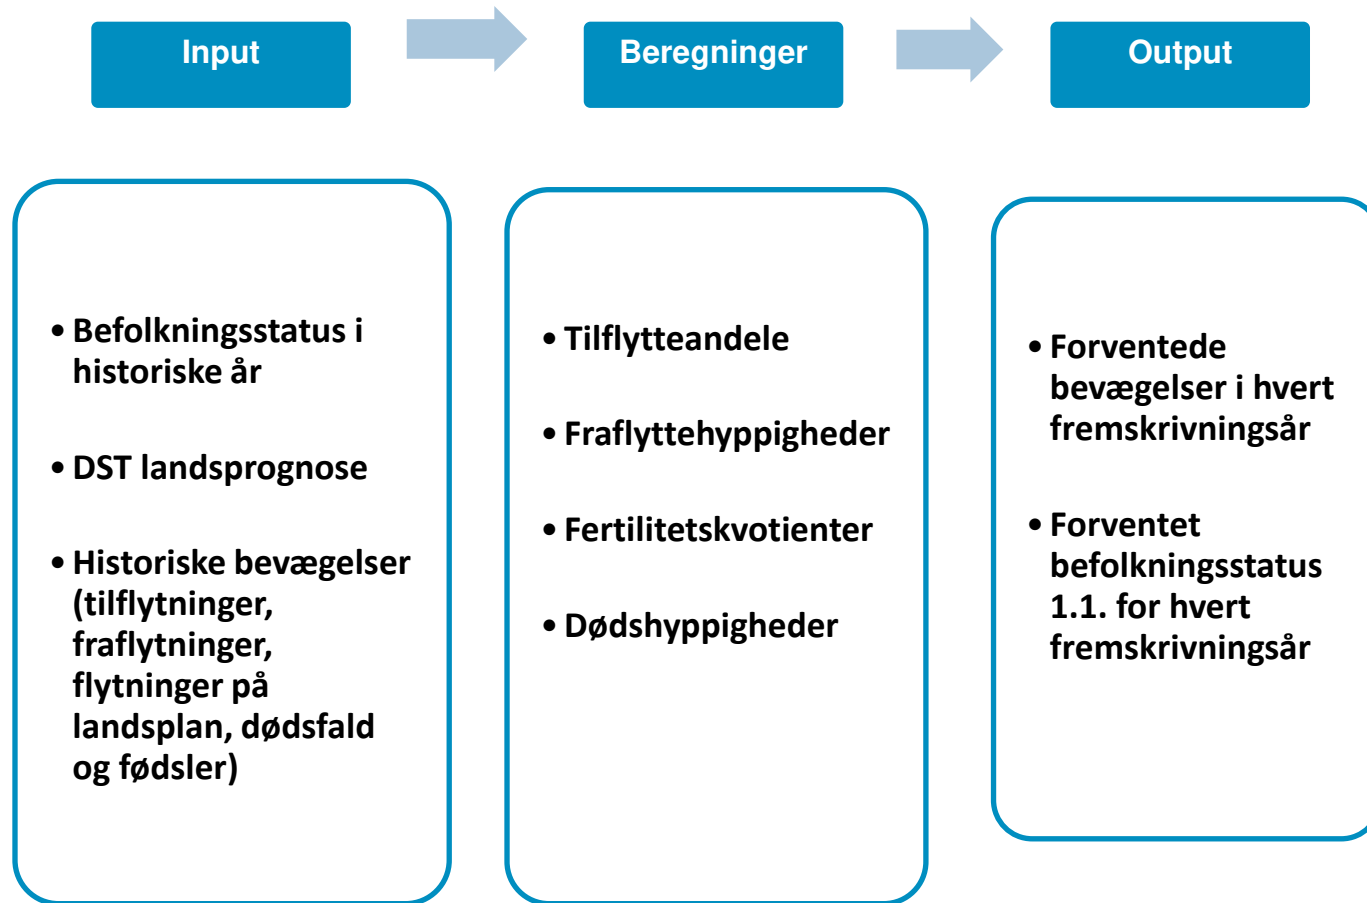 Input
Beregninger
Output
• Befolkningsstatus i
historiske år
• DST landsprognose
• Historiske bevægelser
(tilflytninger,
fraflytninger,
flytninger på
landsplan, dødsfald
og fødsler)
• Tilflytteandele
• Fraflyttehyppigheder
• Fertilitetskvotienter
• Dødshyppigheder
• Forventede
bevægelser i hvert
fremskrivningsår
• Forventet
befolkningsstatus
1.1. for hvert
fremskrivningsår